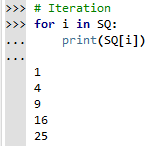 >>> # Iteration
>>> for i in SQ:
...     print(SQ[i])
...
1
4
9
16
25